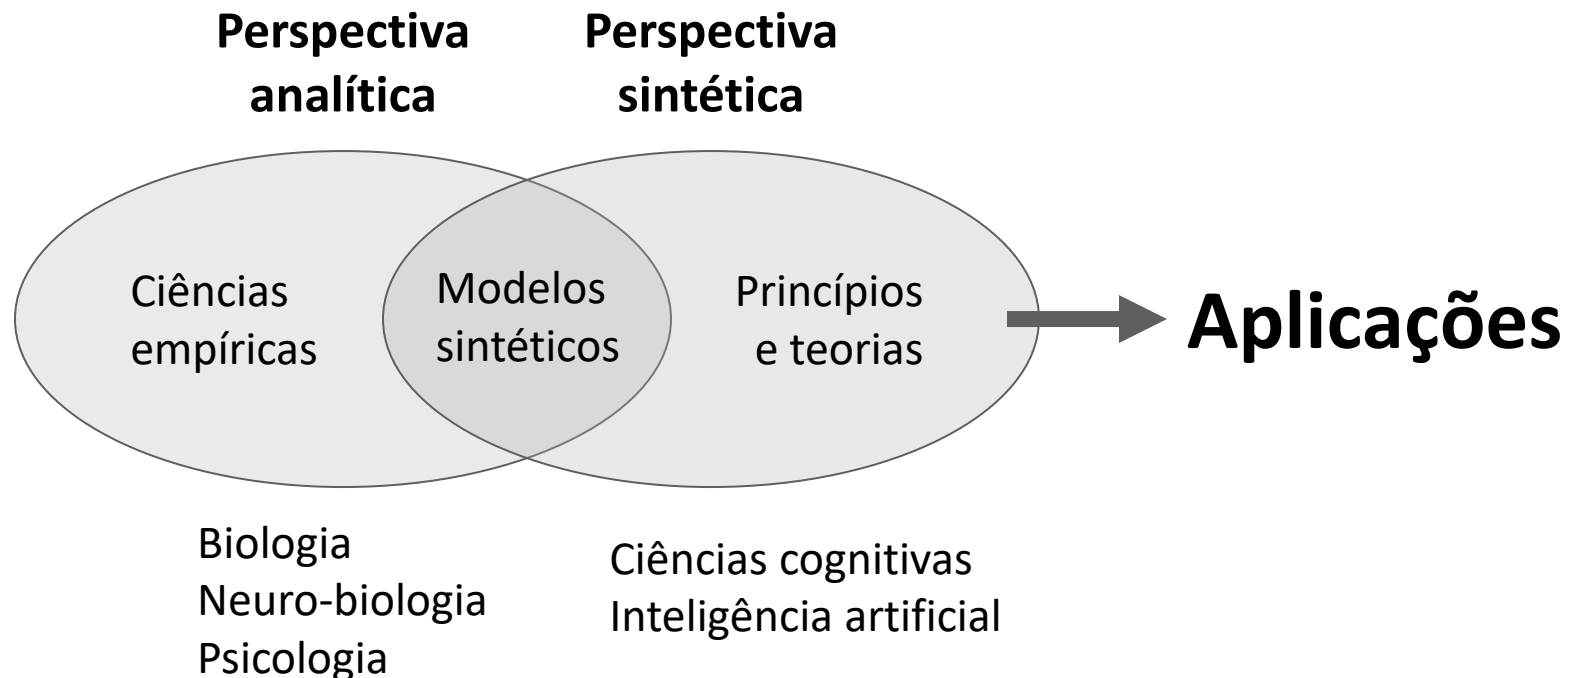 Perspectiva
analítica
Perspectiva
sintética
Ciências
empíricas
Modelos
sintéticos
Princípios
e teorias
Aplicações
Biologia
Neuro-biologia
Psicologia
Ciências cognitivas
Inteligência artificial